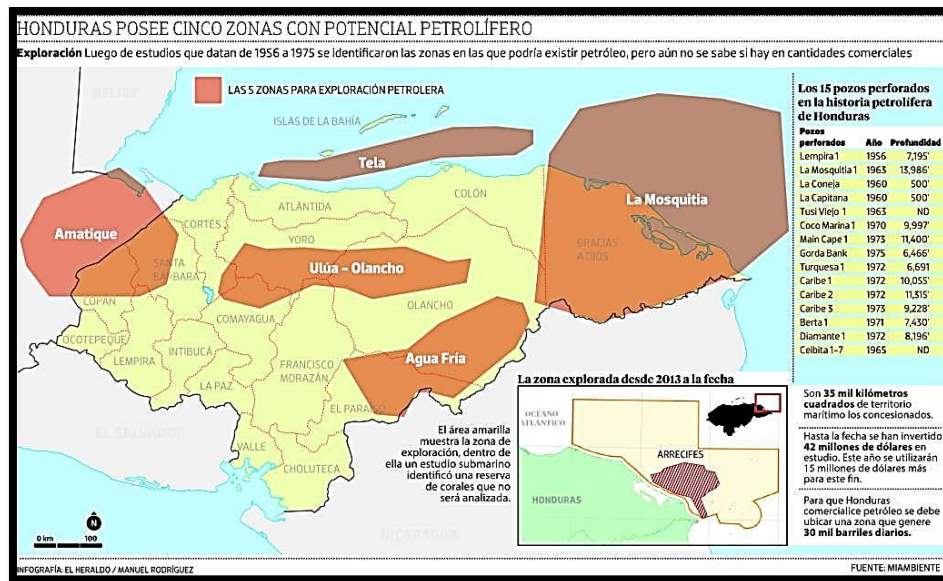 HONDURAS POSEE CINCO ZONAS CON POTENCIAL PETROLÍFERO
Exploración Luego de estudios que datan de 1956 a 1975 se identificaron las zonas en las que podría existir petróleo, pero aún no se sabe si hay en cantidades comerciales
BELICE
LAS 5 ZONAS PARA EXPLORACIÓN PETROLERA
ISLAS DE LA BAHÍA
Tela
La Mosquitia
Amatique
ATLÁNTIDA
COLÓN
CORTÉS
YORO
SANTA
BÁRBARA
GRACIAS
A DIOS
Ulúa – Olancho
COPÁN
OLANCHO
COMAYAGUA
OCOTEPEQUE
INTIBUCÁ
LEMPIRA
FRANCISCO
MORAZÁN
Agua Fría
LA PAZ
EL PARAÍSO
EL SALVADOR
VALLE
CHOLUTECA
NICARAGUA
El área amarilla
muestra la zona de
exploración, dentro de
ella un estudio submarino
identificó una reserva
de corales que no
será analizada.
N
0 km 100
La zona explorada desde 2013 a la fecha
OCÉANO
ATLÁNTICO
ARRECIFES
HONDURAS
Los 15 pozos perforados
en la historia petrolífera
de Honduras
Pozos
perforados Año Profundidad
Lempira 1 1956 7,195'
La Mosquitia 1 1963 13,986'
La Coneja 1960 500'
La Capitana 1960 500'
Tusi Viejo 1 1963 ND
Coco Marina 1 1970 9,997'
Main Cape 1 1973 11,400'
Gorda Bank 1975 6,466'
Turquesa 1 1972 6,691
Caribe 1 1972 10,055'
Caribe 2 1972 11,315'
Caribe 3 1973 9,228'
Berta 1 1971 7,430'
Diamante 1 1972 8,196'
Ceibita 1-7 1965 ND
Son 35 mil kilómetros
cuadrados de territorio
marítimo los concesionados.
Hasta la fecha se han invertido
42 millones de dólares en
estudio. Este año se utilizarán
15 millones de dólares más
para este fin.
Para que Honduras
comercialice petróleo se debe
ubicar una zona que genere
30 mil barriles diarios.
INFOGRAFÍA: EL HERALDO / MANUEL RODRÍGUEZ
FUENTE: MIAMBIENTE